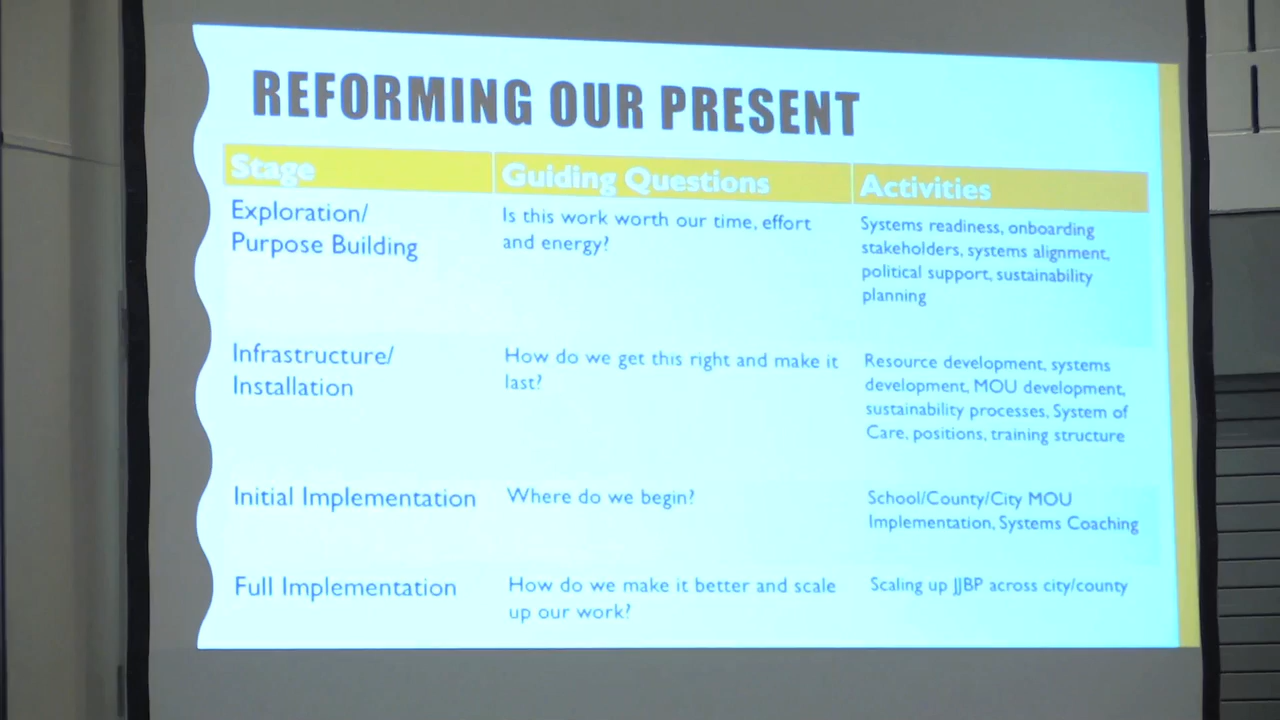 REFORMING OUR PRESENT
Stage
Guiding Questions
Activities
Exploration/
Purpose Building
Is this work worth our time, effort
and energy?
Systems readiness, onboarding
stakeholders, systems alignment,
political support, sustainability
planning
Infrastructure/
Installation
How do we get this right and make it
last?
Resource development, systems
development, MOU development,
sustainability processes, System of
Care, positions, training structure
Initial Implementation
Where do we begin?
School/County/City MOU
Implementation, Systems Coaching
Full Implementation
How do we make it better and scale
up our work?
Scaling up JJBP across city/county